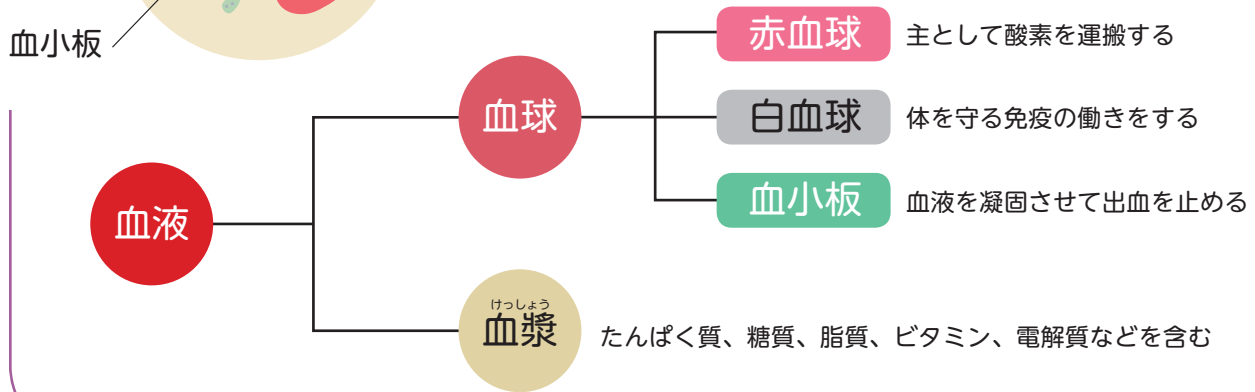 血小板
血液
血球
赤血球 主として酸素を運搬する
白血球 体を守る免疫の働きをする
血小板 血液を凝固させて出血を止める
けっしょう
血漿 たんぱく質、糖質、脂質、ビタミン、電解質などを含む